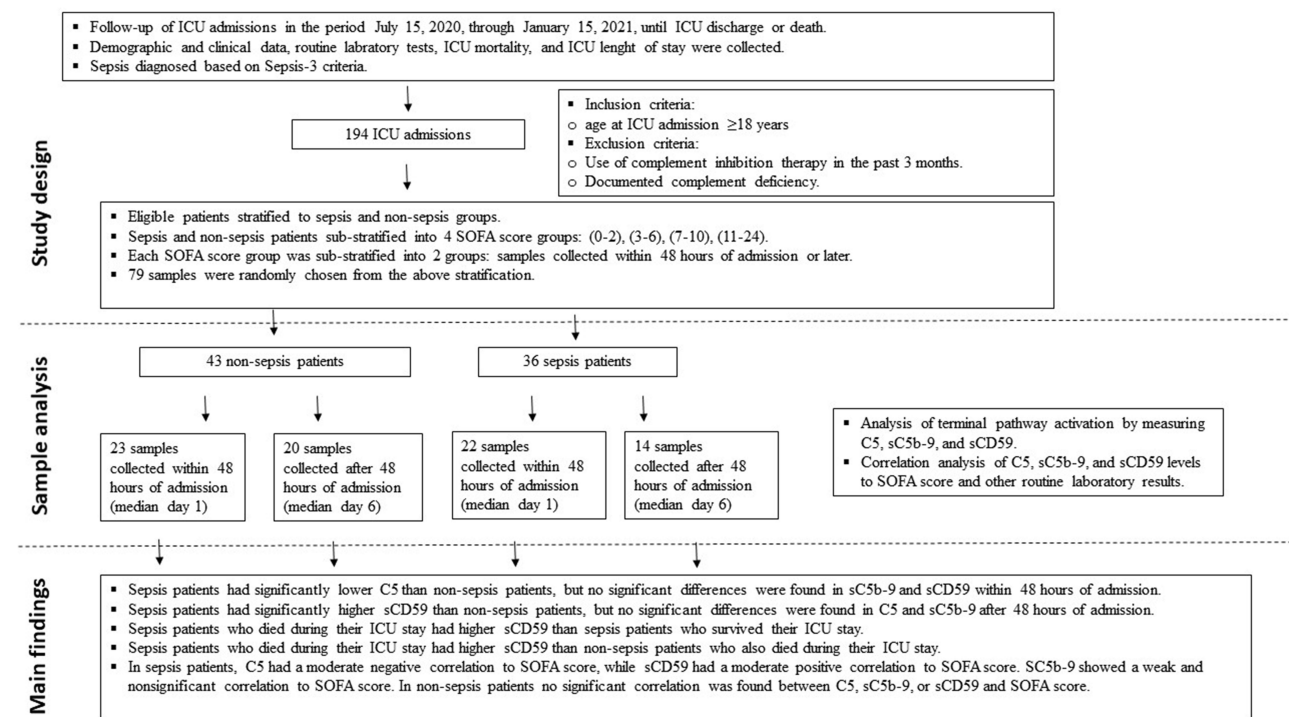 ▪ Follow-up of ICU admissions in the period July 15, 2020, through January 15, 2021, until ICU discharge or death.
▪ Demographic and clinical data, routine labratory tests, ICU mortality, and ICU lenght of stay were collected.
▪ Sepsis diagnosed based on Sepsis-3 criteria.
Study design
194 ICU admissions
▪ Inclusion criteria:
o age at ICU admission ≥18 years
▪ Exclusion criteria:
o Use of complement inhibition therapy in the past 3 months.
o Documented complement deficiency.
▪ Eligible patients stratified to sepsis and non-sepsis groups.
▪ Sepsis and non-sepsis patients sub-stratified into 4 SOFA score groups: (0-2), (3-6), (7-10), (11-24).
▪ Each SOFA score group was sub-stratified into 2 groups: samples collected within 48 hours of admission or later.
▪ 79 samples were randomly chosen from the above stratification.
Sample analysis
43 non-sepsis patients
36 sepsis patients
23 samples
collected within 48
hours of admission
(median day 1)
20 samples
collected after 48
hours of admission
(median day 6)
22 samples
collected within 48
hours of admission
(median day 1)
14 samples
collected after 48
hours of admission
(median day 6)
▪ Analysis of terminal pathway activation by measuring
C5, sC5b-9, and sCD59.
▪ Correlation analysis of C5, sC5b-9, and sCD59 levels
to SOFA score and other routine laboratory results.
Main findings
▪ Sepsis patients had significantly lower C5 than non-sepsis patients, but no significant differences were found in sC5b-9 and sCD59 within 48 hours of admission.
▪ Sepsis patients had significantly higher sCD59 than non-sepsis patients, but no significant differences were found in C5 and sC5b-9 after 48 hours of admission.
▪ Sepsis patients who died during their ICU stay had higher sCD59 than sepsis patients who survived their ICU stay.
▪ Sepsis patients who died during their ICU stay had higher sCD59 than non-sepsis patients who also died during their ICU stay.
▪ In sepsis patients, C5 had a moderate negative correlation to SOFA score, while sCD59 had a moderate positive correlation to SOFA score. SC5b-9 showed a weak and
nonsignificant correlation to SOFA score. In non-sepsis patients no significant correlation was found between C5, sC5b-9, or sCD59 and SOFA score.